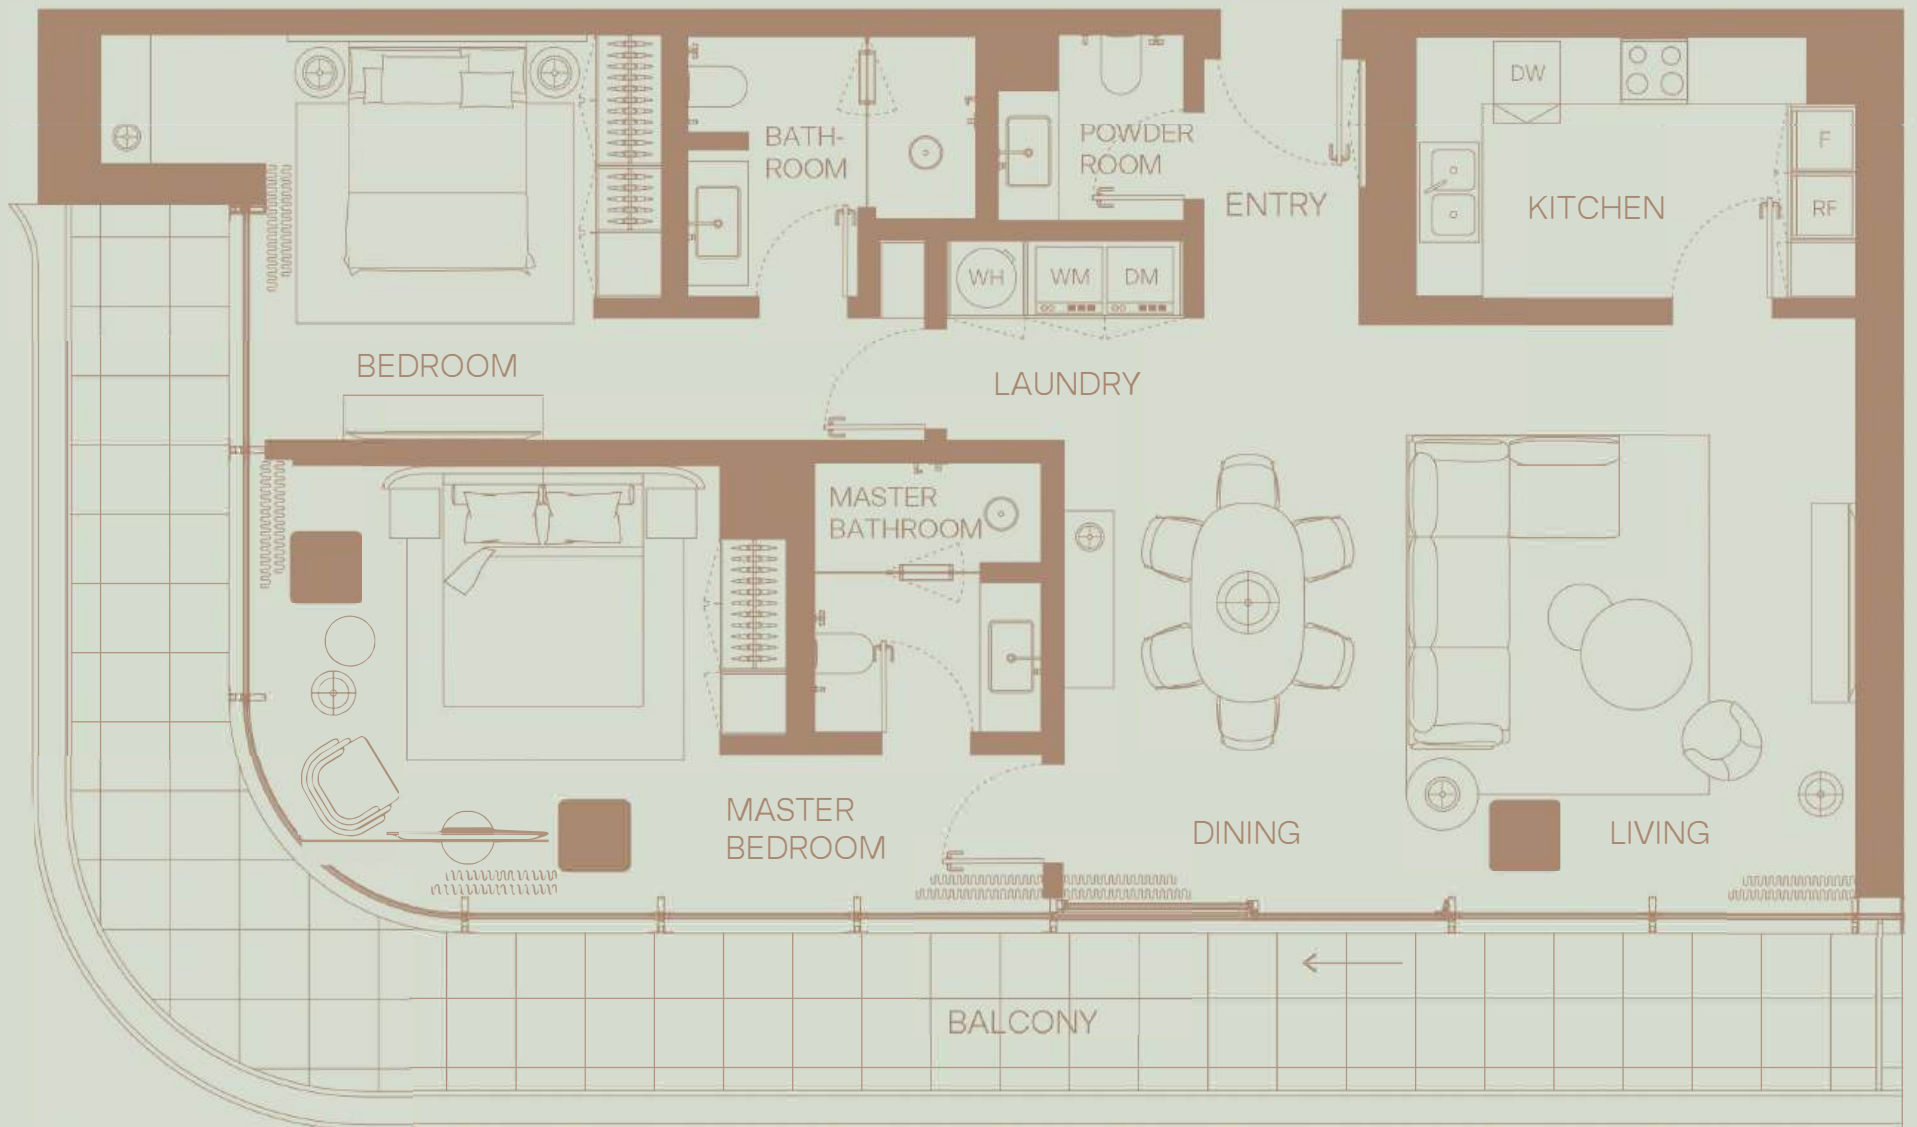 DW
BATH-
ROOM
POWDER
ROOM
F
ENTRY
KITCHEN
RF
WH
WM
DM
BEDROOM
LAUNDRY
MASTER
BATHROOM
MASTER
BEDROOM
DINING
LIVING
BALCONY